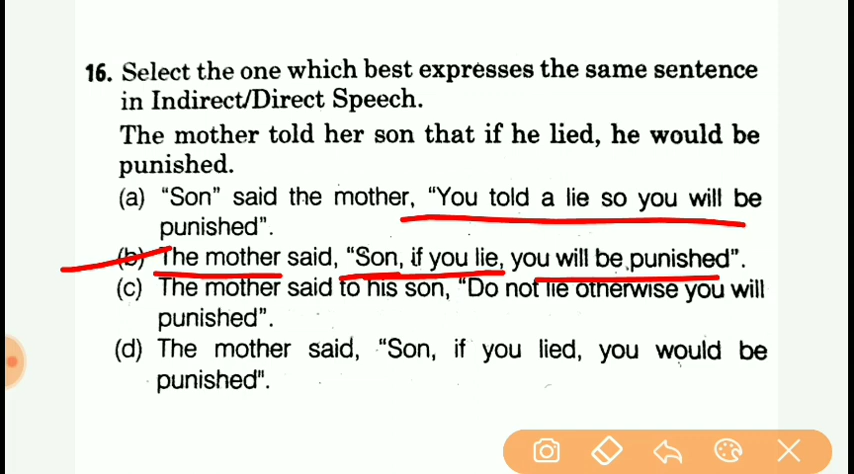 16. Select the one which best expresses the same sentence
in Indirect/Direct Speech.
The mother told her son that if he lied, he would be
punished.
(a) “Son” said the mother, “You told a lie so you will be
punished”.
(b) The mother said, “Son, if you lie, you will be punished”.
(c) The mother said to his son, “Do not lie otherwise you will
punished”.
(d) The mother said, “Son, if you lied, you would be
punished".